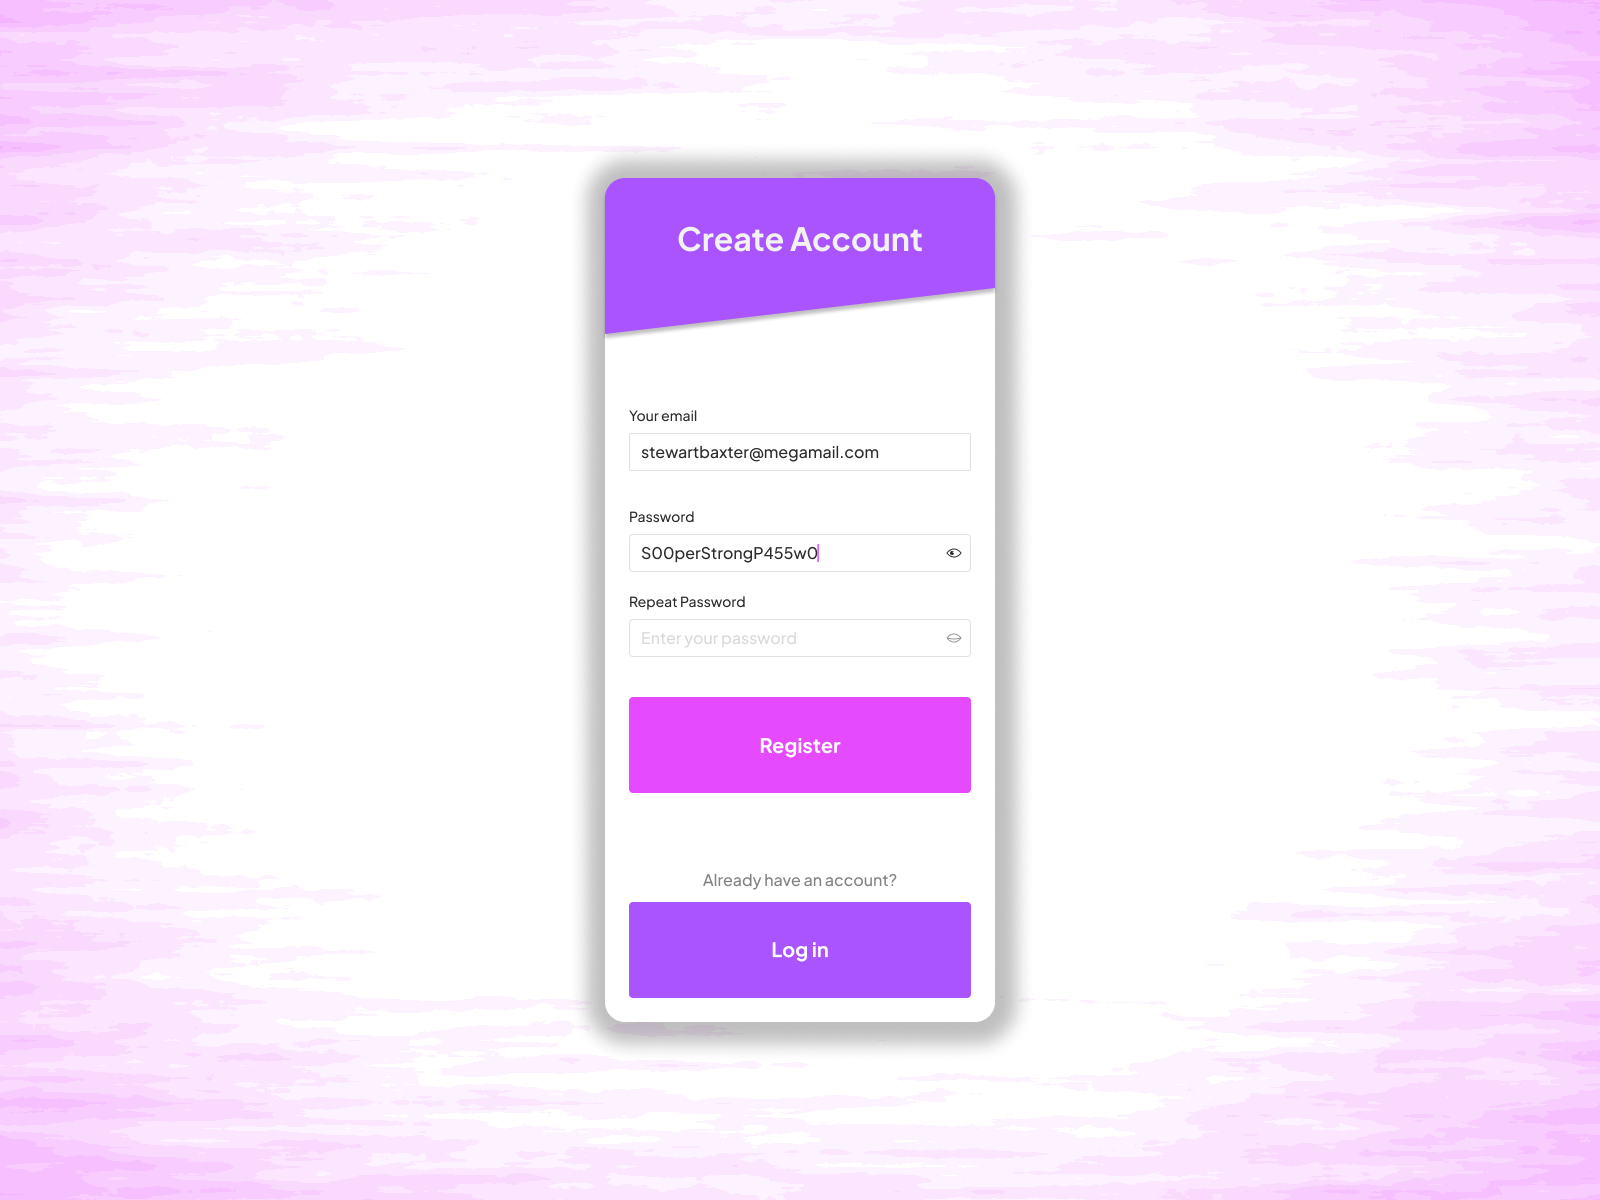 Create Account
Your email
stewartbaxter@megamail.com
Password
S00perStrongP455w0
Repeat Password
Enter your password
Register
Already have an account?
Log in